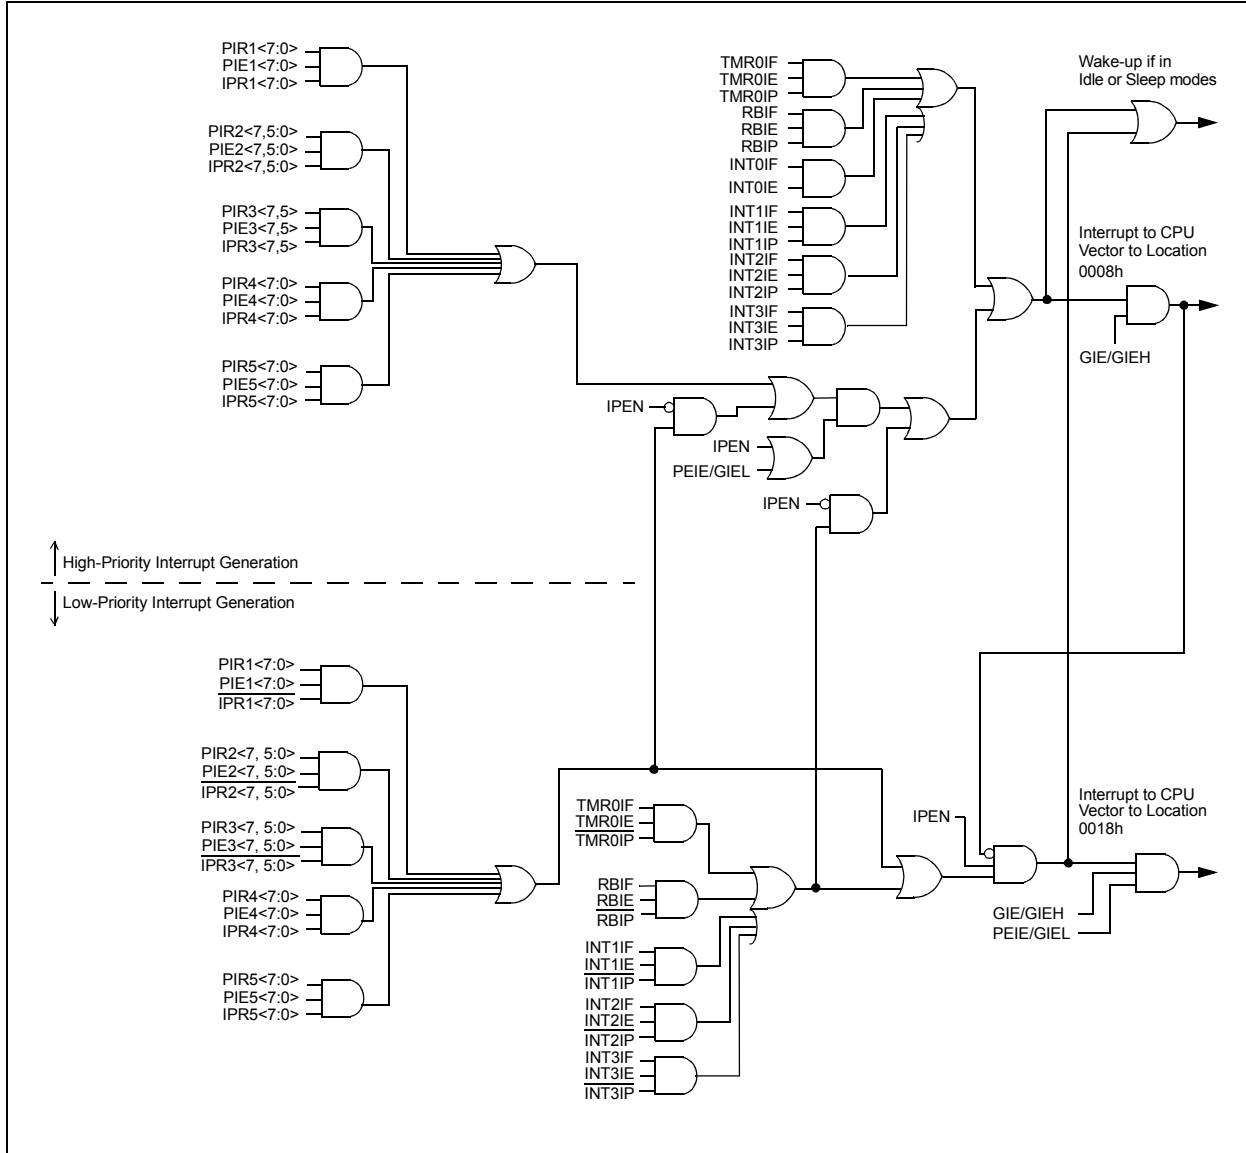 PIR1<7:0>
PIE1<7:0>
IPR1<7:0>
PIR2<7,5:0>
PIE2<7,5:0>
IPR2<7,5:0>
PIR3<7,5>
PIE3<7,5>
IPR3<7,5>
PIR4<7:0>
PIE4<7:0>
IPR4<7:0>
PIR5<7:0>
PIE5<7:0>
IPR5<7:0>
TMR0IF
TMR0IE
TMR0IP
RBIF
RBIE
RBIP
INT0IF
INT0IE
INT1IF
INT1IE
INT1IP
INT2IF
INT2IE
INT2IP
INT3IF
INT3IE
INT3IP
Wake-up if in
Idle or Sleep modes
Interrupt to CPU
Vector to Location
0008h
GIE/GIEH
IPEN
IPEN
PEIE/GIEL
IPEN
High-Priority Interrupt Generation
Low-Priority Interrupt Generation
PIR1<7:0>
PIE1<7:0>
IPR1<7:0>
PIR2<7, 5:0>
PIE2<7, 5:0>
IPR2<7, 5:0>
PIR3<7, 5:0>
PIE3<7, 5:0>
IPR3<7, 5:0>
PIR4<7:0>
PIE4<7:0>
IPR4<7:0>
PIR5<7:0>
PIE5<7:0>
IPR5<7:0>
TMR0IF
TMR0IE
TMR0IP
RBIF
RBIE
RBIP
INT1IF
INT1IE
INT1IP
INT2IF
INT2IE
INT2IP
INT3IF
INT3IE
INT3IP
IPEN
Interrupt to CPU
Vector to Location
0018h
GIE/GIEH
PEIE/GIEL